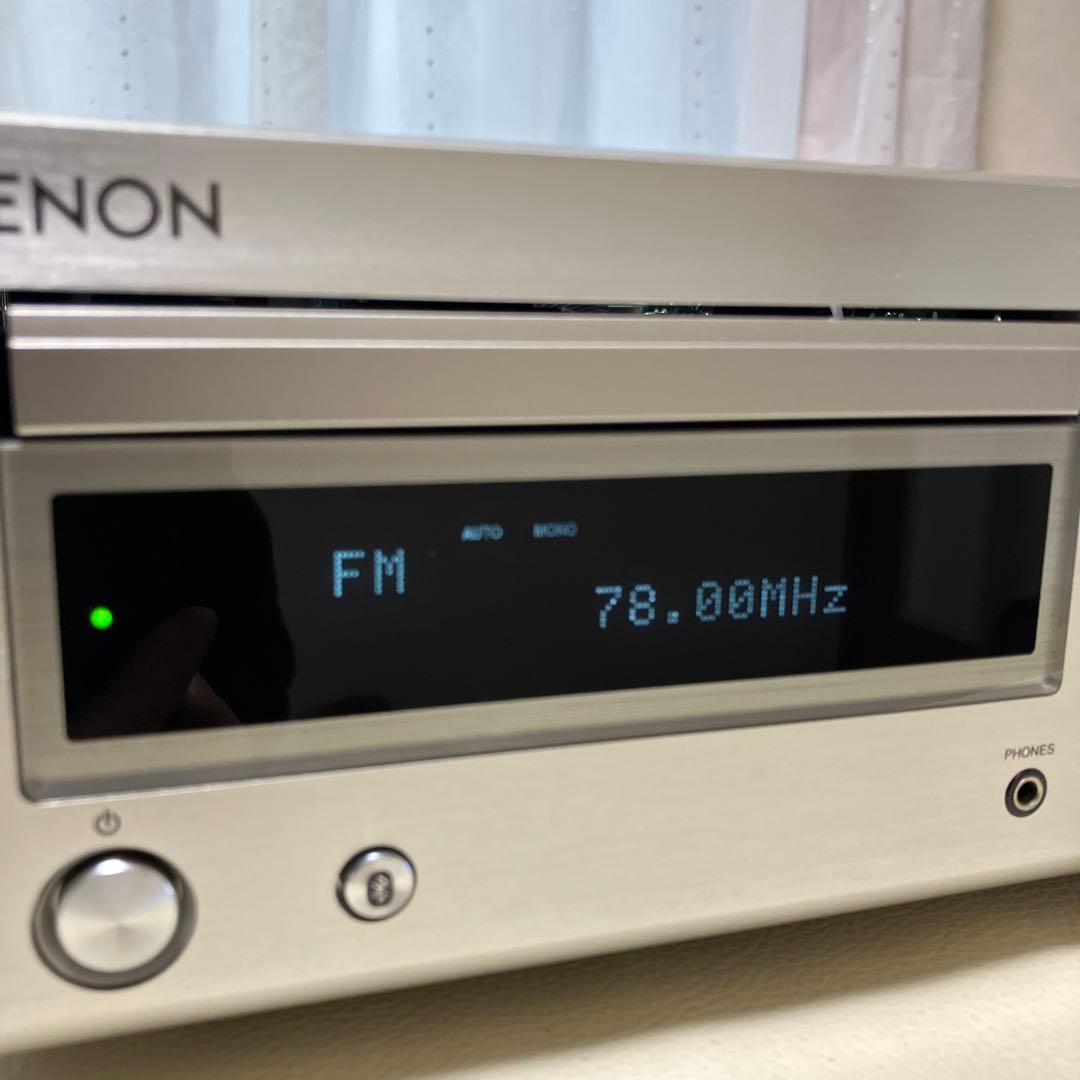 ENON
AUTO MONO
FM
78.00MHz
PHONES